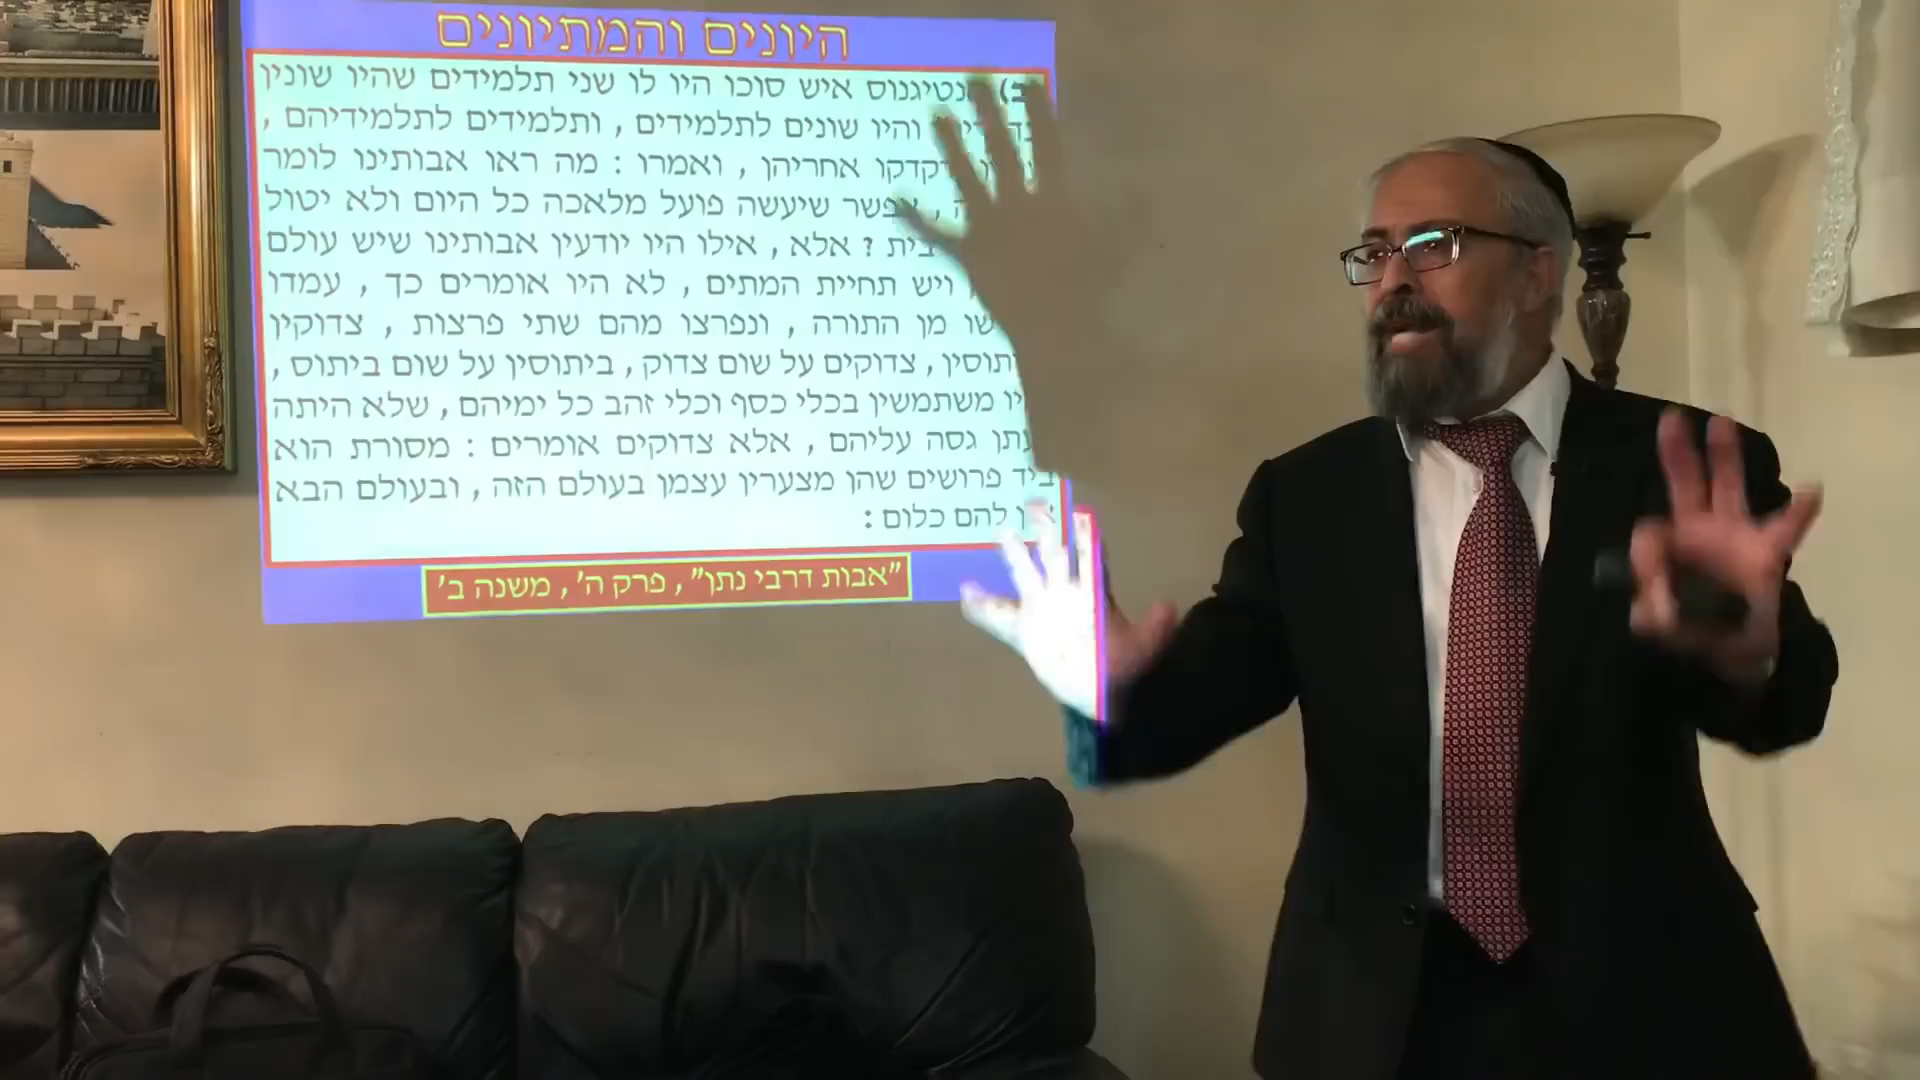 היונים והמתיוונים
ב) אנטיגנוס איש סוכו היו לו שני תלמידים שהיו שונין
והיו שונים לתלמידים , ותלמידים לתלמידיהם ,
דקדקו אחריהן , ואמרו : מה ראו אבותינו לומר
, אפשר שיעשה פועל מלאכה כל היום ולא יטול
? אלא , אילו היו יודעין אבותינו שיש עולם
ויש תחיית המתים , לא היו אומרים כך , עמדו
מן התורה , ונפרצו מהם שתי פרצות , צדוקין
, צדוקים על שום צדוק , ביתוסין על שום ביתוס ,
משתמשין בכלי כסף וכלי זהב כל ימיהם , שלא היתה
גסה עליהם , אלא צדוקים אומרים : מסורת הוא
ביד פרושים שהן מצערין עצמן בעולם הזה , ובעולם הבא
להם כלום :
"אבות דרבי נתן" , פרק ה' , משנה ב'